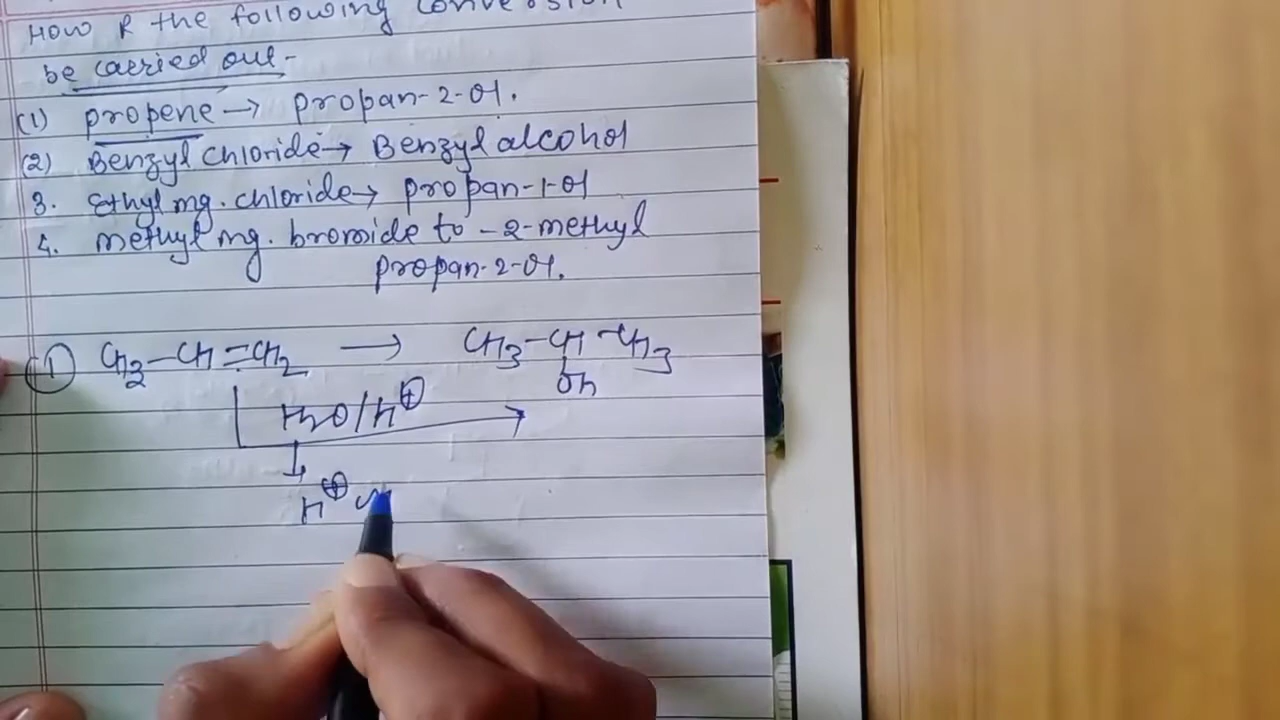 How R the following conversion
be carried out-
(1) propene → propan-2-ol.
(2) Benzyl chloride → Benzyl alcohol
3. Ethyl mg. chloride → propan-1-ol
4. methyl mg. bromide to -2-methyl
propan-2-ol.
① CH3-CH=CH2 → CH3-CH-CH3
OH
H2O/H⊕
H⊕